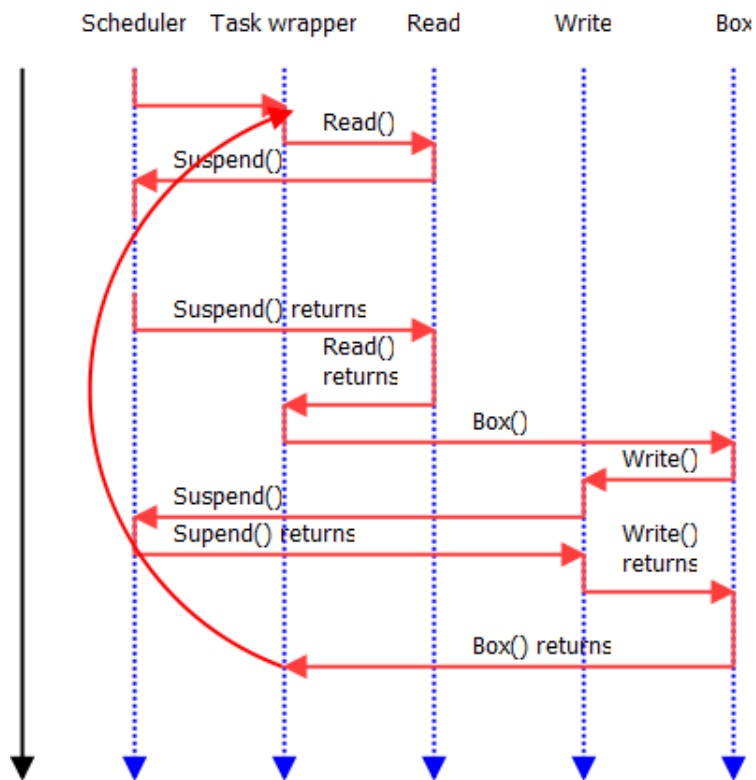 Scheduler Task wrapper Read Write Box
Read()
Suspend()
Suspend() returns
Read()
returns
Box()
Write()
Suspend()
Supend() returns
Write()
returns
Box() returns